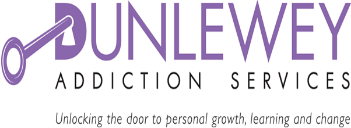 DUNLEWEY
ADDICTION SERVICES
Unlocking the door to personal growth, learning and change